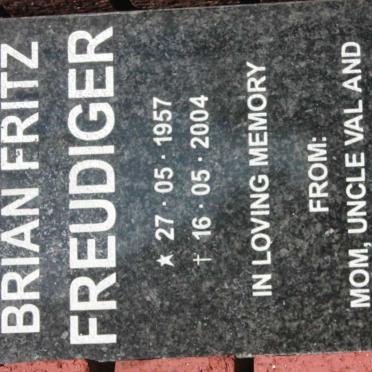 BRIAN FRITZ
FREUDIGER
★ 27 · 05 · 1957
† 16 · 05 · 2004
IN LOVING MEMORY
FROM:
MOM, UNCLE VAL AND